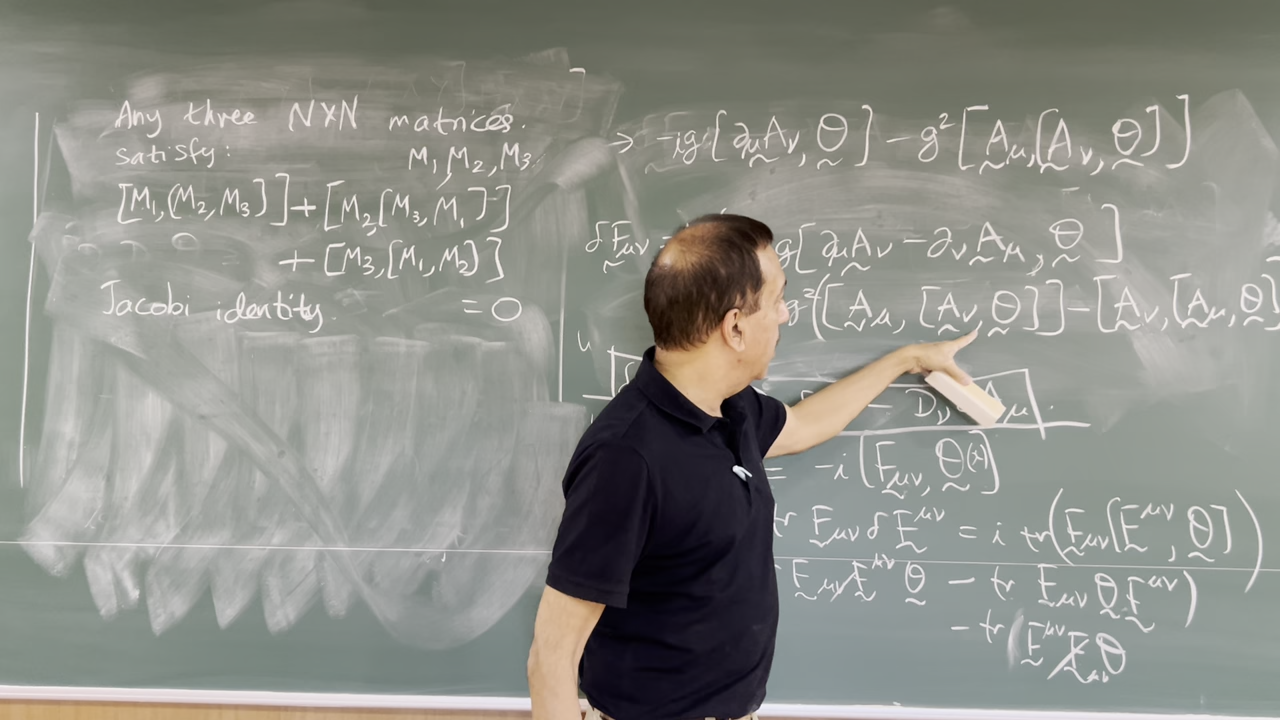 Any three N×N matrices.
satisfy: M₁, M₂, M₃.
[M₁,(M₂,M₃)]+[M₂[M₃,M₁]]
+[M₃,[M₁,M₂)]
Jacobi identity. =0
→ -ig[∂μAν, Θ] - g²[Aμ,[Aν, Θ]]
δFμν
g[∂μAν - ∂νAμ, Θ]
g²([Aμ, [Aν, Θ]] - [Aν, [Aμ, Θ]
- Dν Aμ
= -i[Fμν, Θ(x)]
tr Fμν δF^μν = i tr(Fμν[F^μν, Θ])
Fμν F^μν Θ - tr Fμν Θ F^μν)
- tr (F^μν F Θ